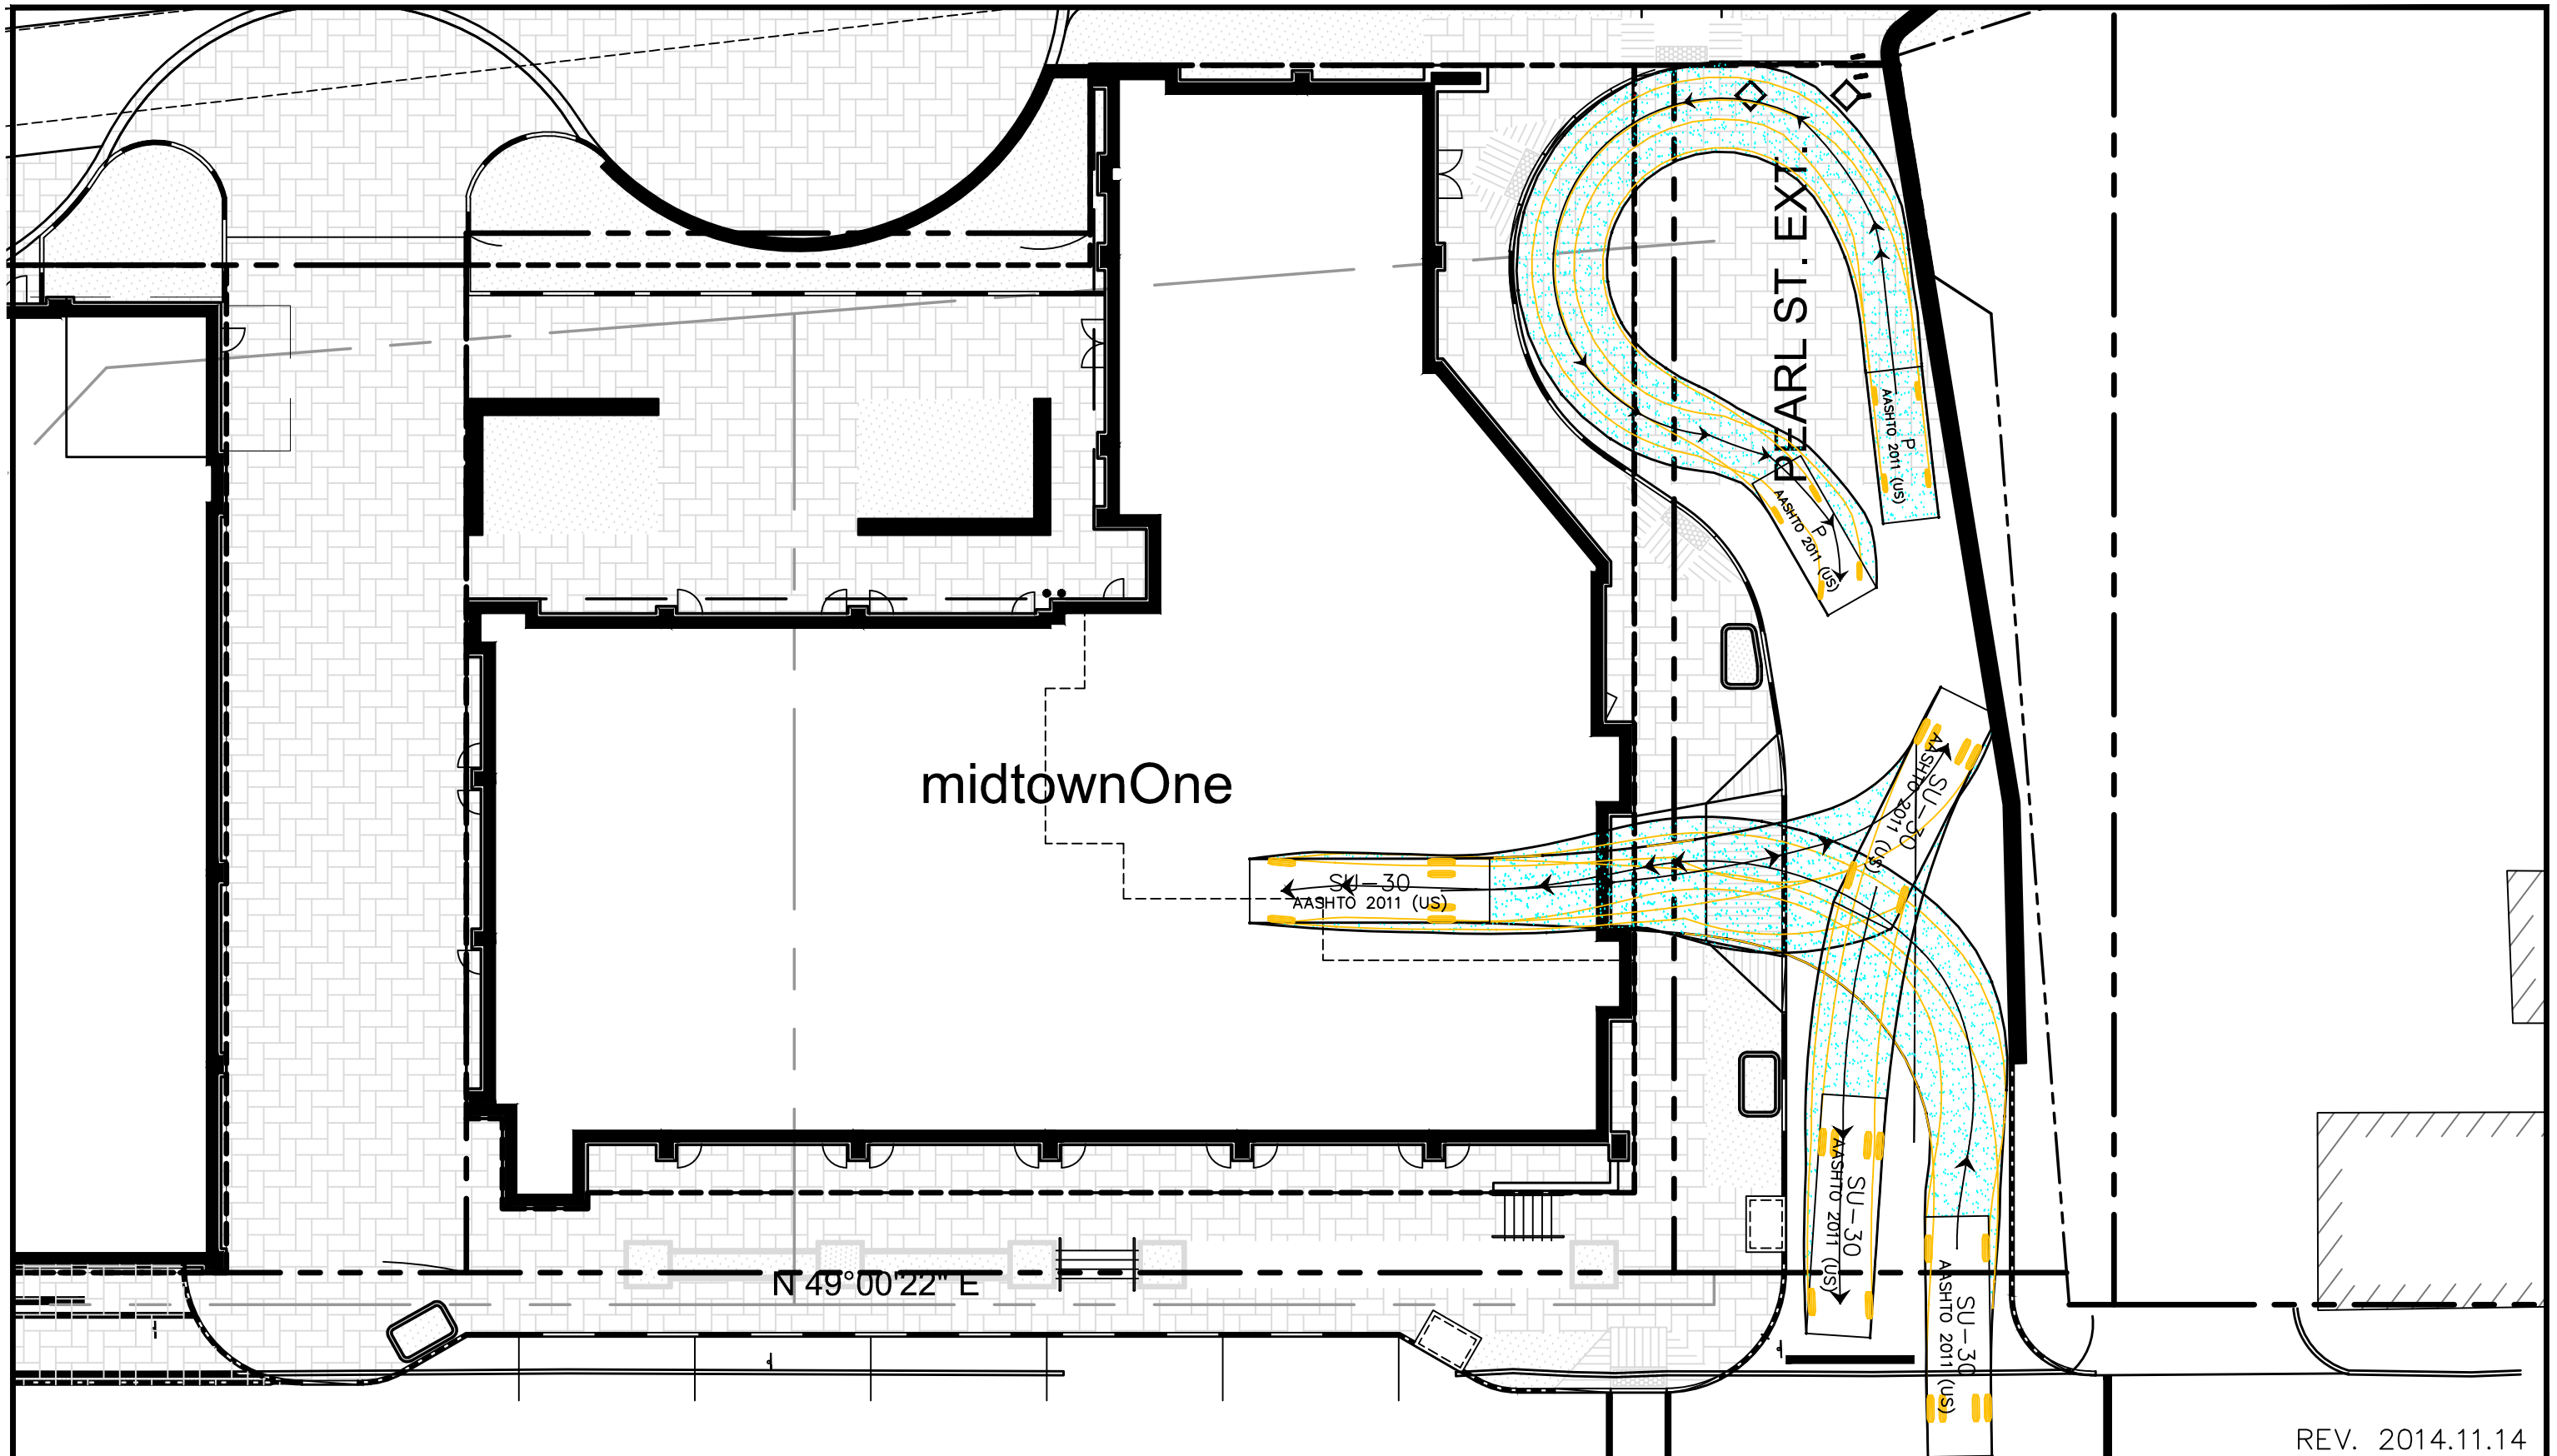 PEARL ST. EXT.
P
AASHTO 2011 (US)
P
AASHTO 2011 (US)
midtownOne
SU-30
AASHTO 2011 (US)
SU-30
AASHTO 2011 (US)
SU-30
AASHTO 2011 (US)
SU-30
AASHTO 2011 (US)
N 49°00'22" E
REV. 2014.11.14